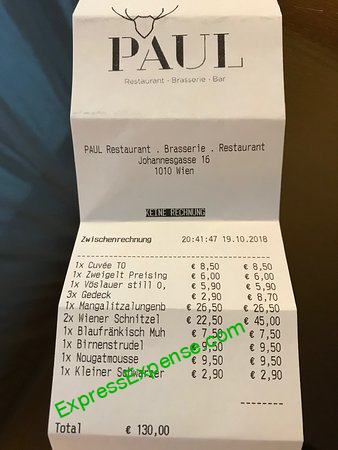 PAUL
Restaurant · Brasserie · Bar
PAUL Restaurant . Brasserie . Restaurant
Johannesgasse 16
1010 Wien
KEINE RECHNUNG
Zwischenrechnung 20:41:47 19.10.2018
1x Cuvée TO € 8,50 € 8,50
1x Zweigelt Preising € 6,00 € 6,00
1x Vöslauer still 0, € 5,90 € 5,90
3x Gedeck € 2,90 € 8,70
1x Mangalitzalungenb € 26,50 € 26,50
2x Wiener Schnitzel € 22,50 € 45,00
1x Blaufränkisch Muh € 7,50 € 7,50
1x Birnenstrudel € 9,50 € 9,50
1x Nougatmousse € 9,50 € 9,50
1x Kleiner Schwarzer € 2,90 € 2,90
Total € 130,00
ExpressExpense.com